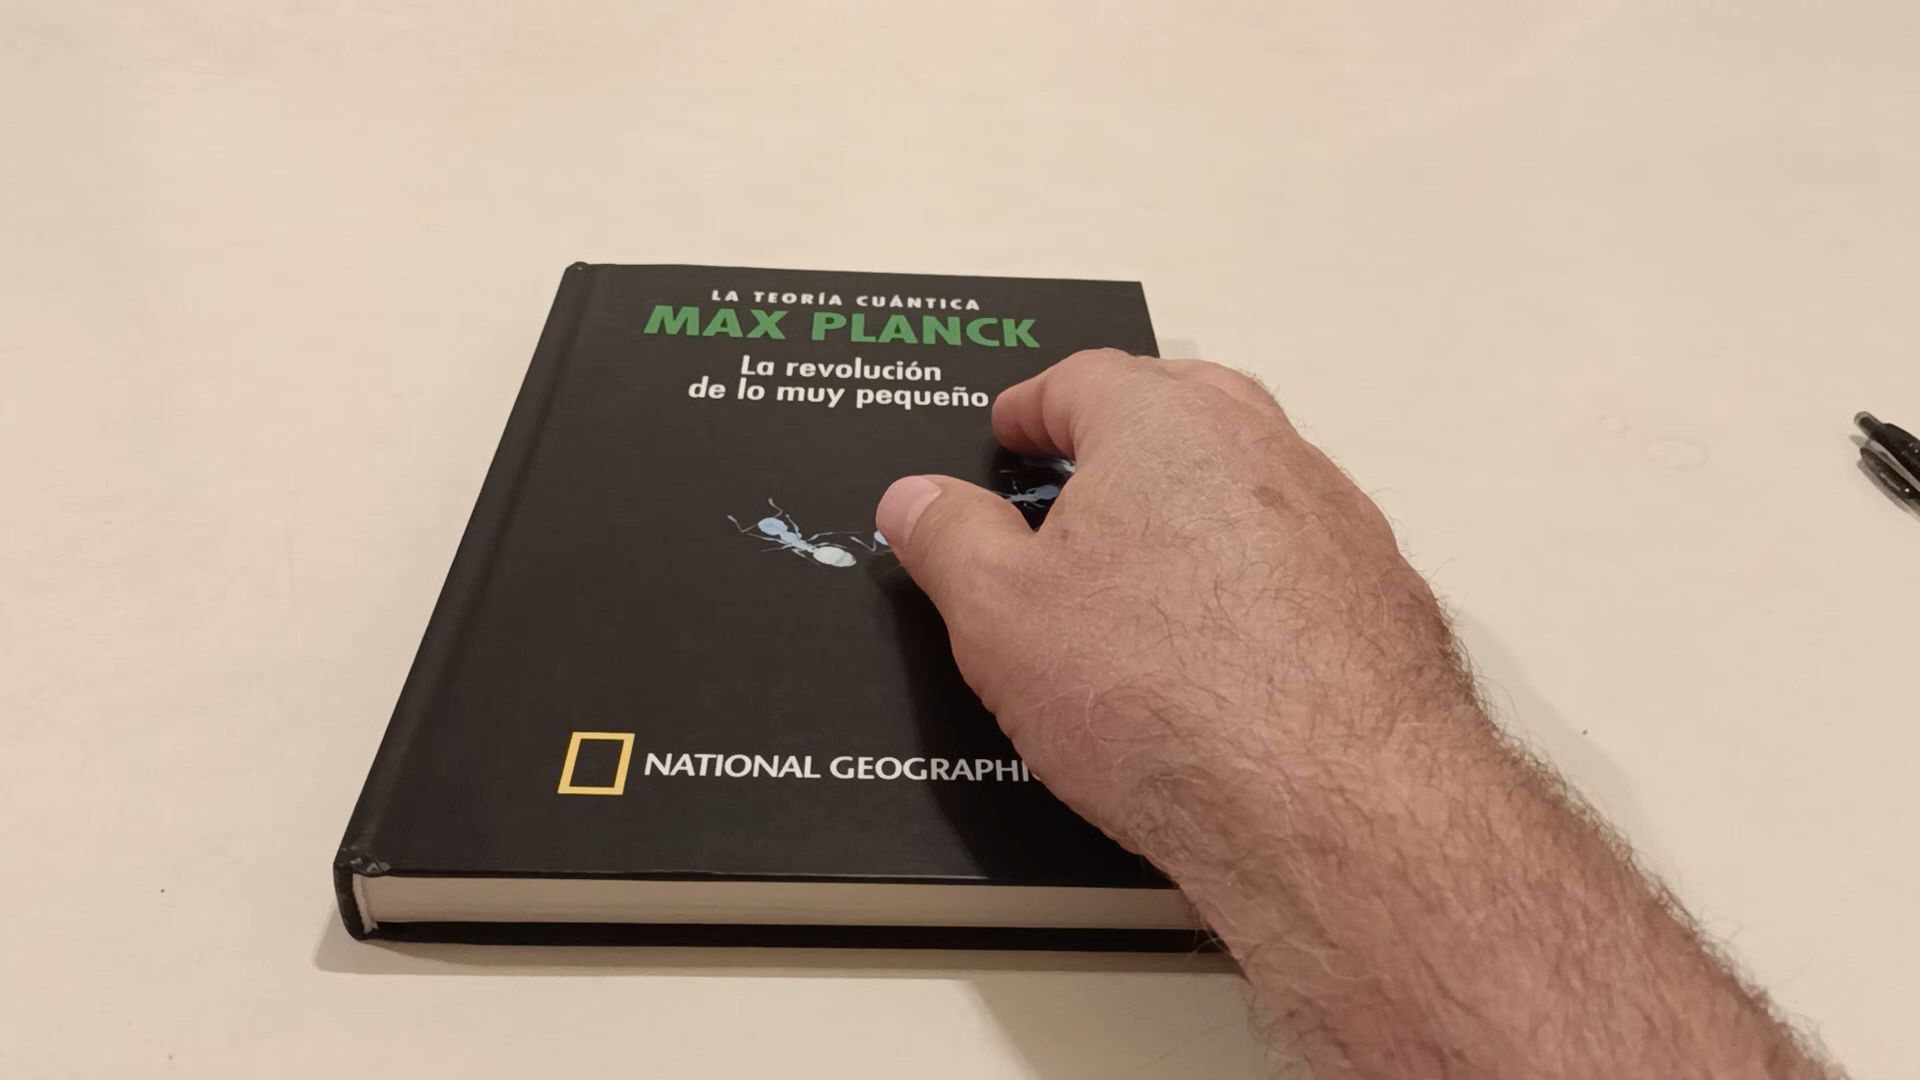 LA TEORÍA CUÁNTICA
MAX PLANCK
La revolución
de lo muy pequeño
NATIONAL GEOGRAPHIC